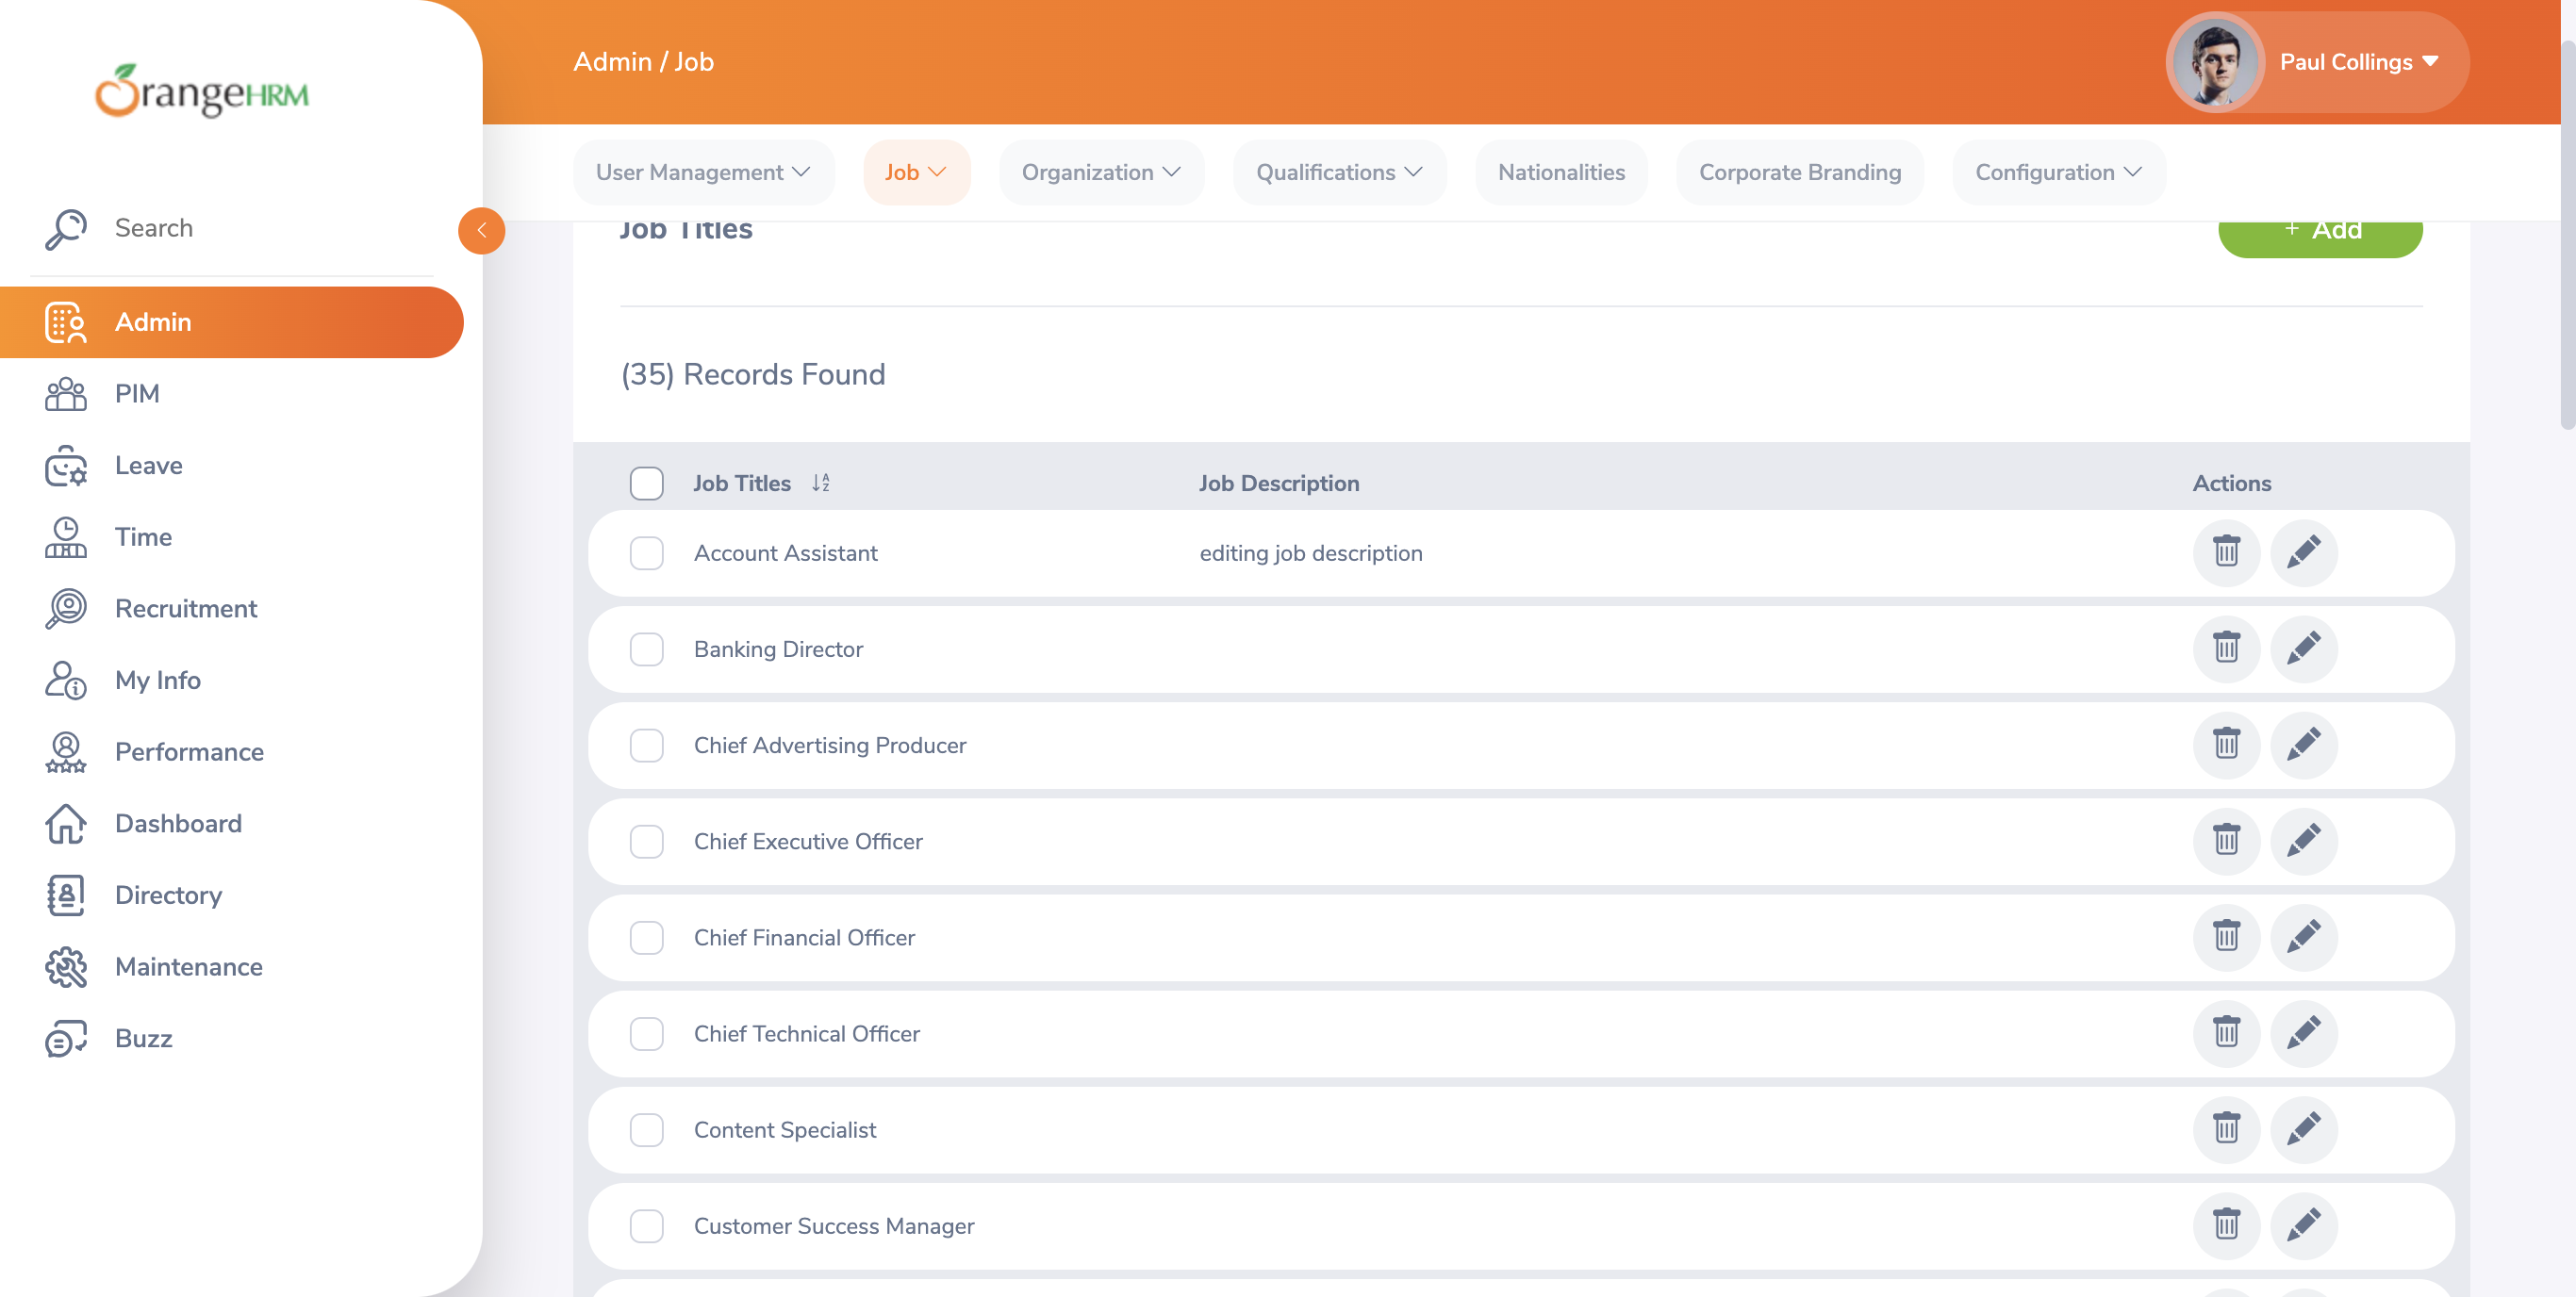 OrangeHRM
Admin / Job
Paul Collings
User Management
Job
Organization
Qualifications
Nationalities
Corporate Branding
Configuration
Search
Admin
PIM
Leave
Time
Recruitment
My Info
Performance
Dashboard
Directory
Maintenance
Buzz
Job Titles
+ Add
(35) Records Found
Job Titles
Job Description
Actions
Account Assistant
editing job description
Banking Director
Chief Advertising Producer
Chief Executive Officer
Chief Financial Officer
Chief Technical Officer
Content Specialist
Customer Success Manager